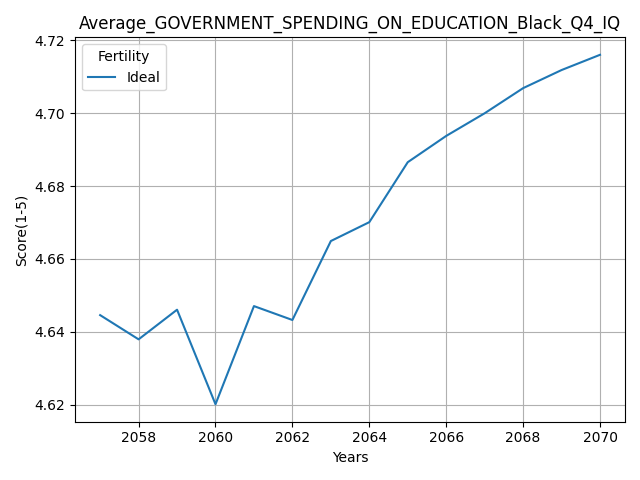 Average_GOVERNMENT_SPENDING_ON_EDUCATION_Black_Q4_IQ
Fertility
Ideal
Score(1-5)
4.72
4.70
4.68
4.66
4.64
4.62
2058 2060 2062 2064 2066 2068 2070
Years